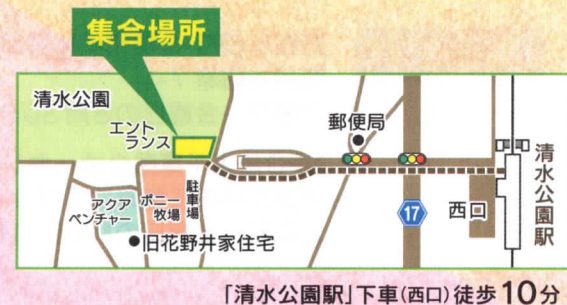 集合場所
清水公園
エント
ランス
郵便局
清水公園駅
アクア
ベンチャー
ポニー
牧場
駐車場
17
西口
旧花野井家住宅
「清水公園駅」下車(西口)徒歩10分